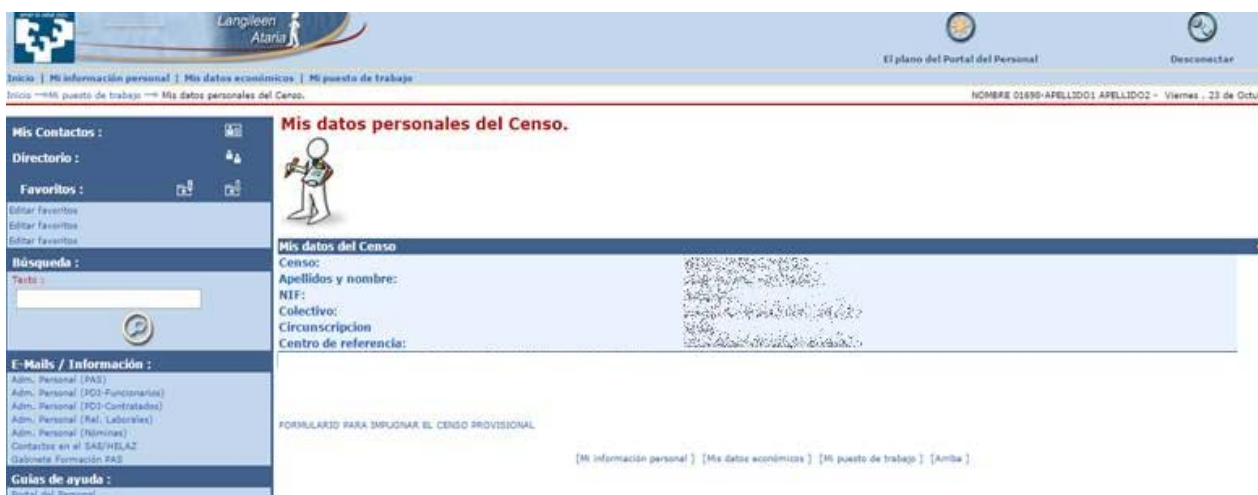 Langileen
Ataria
El plano del Portal del Personal
Desconectar
Inicio | Mi información personal | Mis datos económicos | Mi puesto de trabajo
Inicio → Mi puesto de trabajo → Mis datos personales del Censo.
NOMBRE 01690-APELLIDO1 APELLIDO2 - Viernes , 23 de Octu
Mis Contactos :
Directorio :
Favoritos :
Editar favoritos
Editar favoritos
Editar favoritos
Búsqueda :
Texto :
E-Mails / Información :
Adm. Personal (PAS)
Adm. Personal (PDI-Funcionarios)
Adm. Personal (PDI-Contratados)
Adm. Personal (Rel. Laborales)
Adm. Personal (Nóminas)
Contactos en el SAE/HELAZ
Gabinete Formación PAS
Guías de ayuda :
Portal del Personal
Mis datos personales del Censo.
Mis datos del Censo
Censo:
Apellidos y nombre:
NIF:
Colectivo:
Circunscripcion
Centro de referencia:
FORMULARIO PARA IMPUGNAR EL CENSO PROVISIONAL
[Mi información personal ] [Mis datos económicos ] [Mi puesto de trabajo ] [Arriba ]